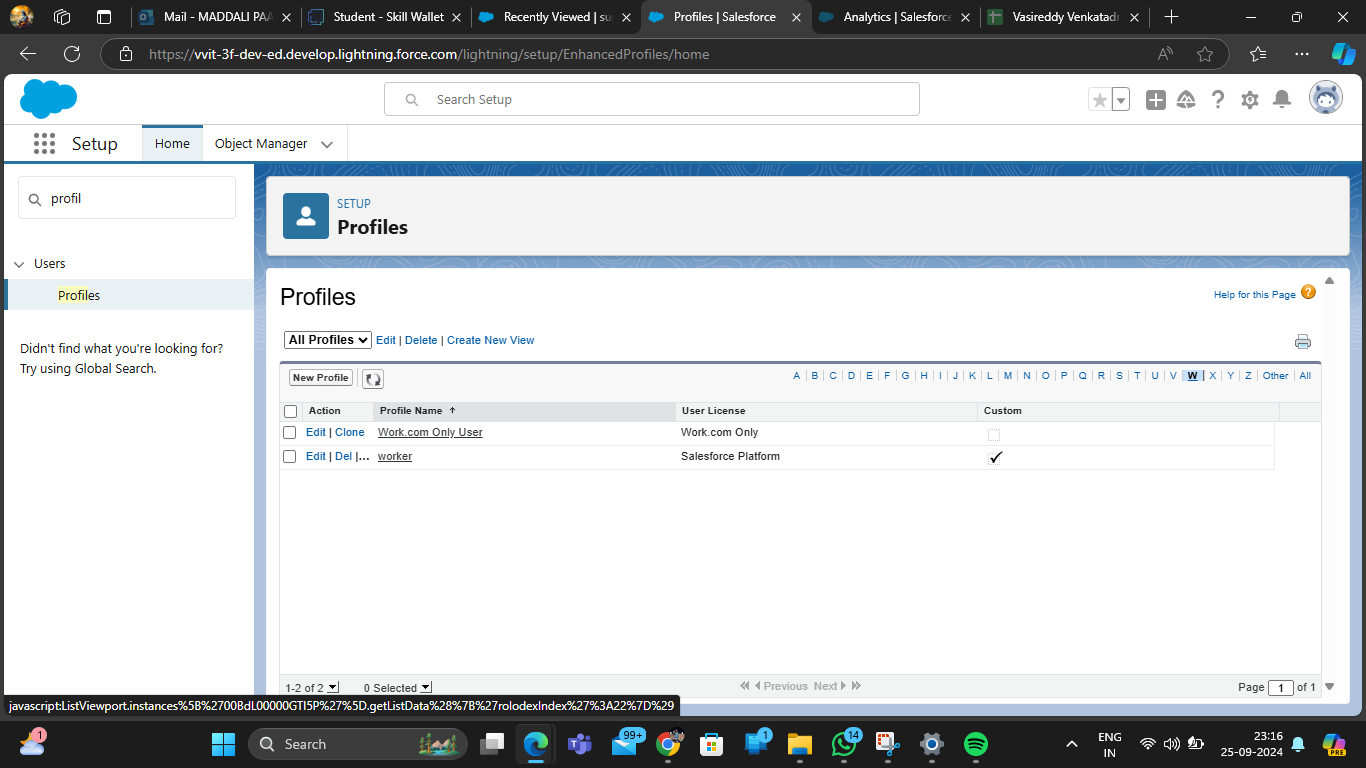 Mail - MADDALI PAA
Student - Skill Wallet
Recently Viewed | su
Profiles | Salesforce
Analytics | Salesforce
Vasireddy Venkatadr
https://vvit-3f-dev-ed.develop.lightning.force.com/lightning/setup/EnhancedProfiles/home
Search Setup
Setup
Home
Object Manager
profil
Users
Profiles
Didn't find what you're looking for?
Try using Global Search.
SETUP
Profiles
Profiles
Help for this Page
All Profiles Edit | Delete | Create New View
New Profile
A | B | C | D | E | F | G | H | I | J | K | L | M | N | O | P | Q | R | S | T | U | V | W | X | Y | Z | Other | All
Action Profile Name ↑ User License Custom
Edit | Clone Work.com Only User Work.com Only
Edit | Del |... worker Salesforce Platform ✓
1-2 of 2 0 Selected Previous Next Page 1 of 1
javascript:ListViewport.instances%5B%2700BdL00000GTI5P%27%5D.getListData%28%7B%27rolodexIndex%27%3A22%7D%29
1
Search
99+
1
14
PRE
ENG
IN
23:16
25-09-2024